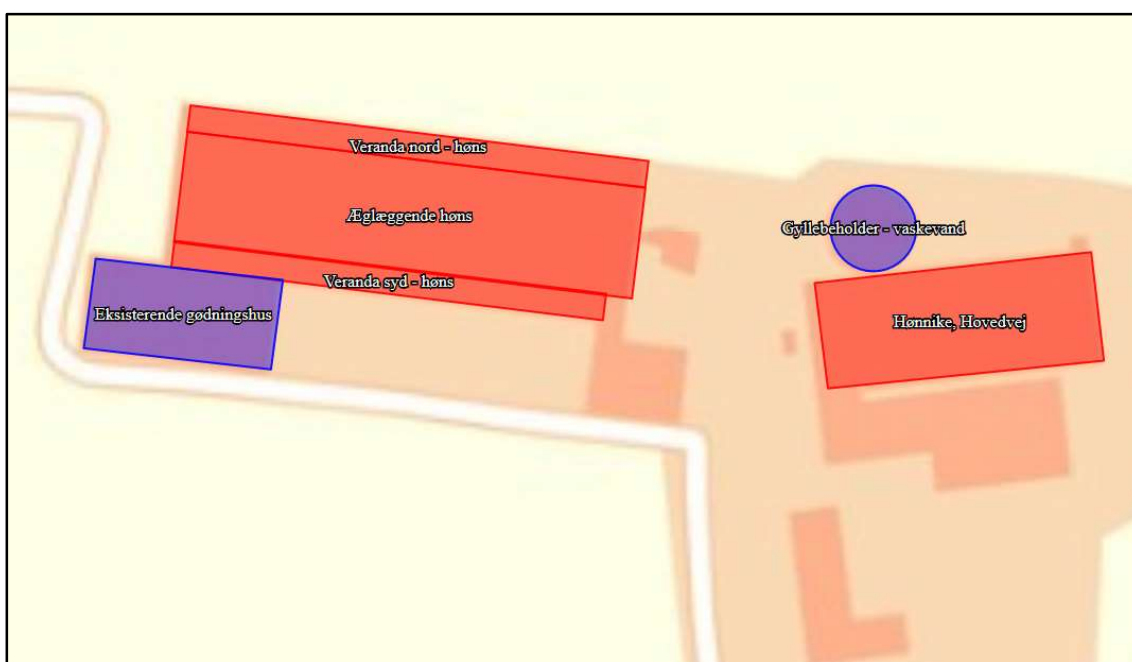 Veranda nord - høns
Æglæggende høns
Gyllebeholder - vaskevand
Veranda syd - høns
Eksisterende gødningshus
Hønnike, Hovedvej